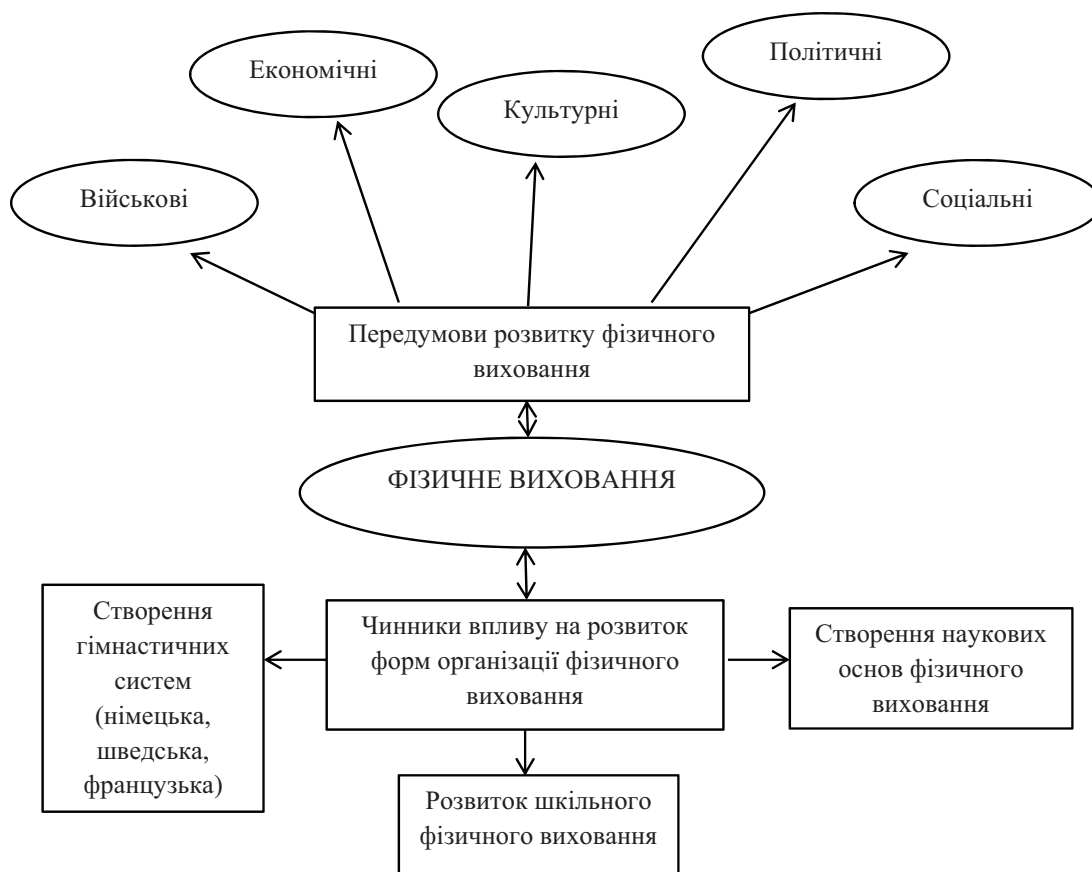 Політичні
Економічні
Культурні
Військові
Соціальні
Передумови розвитку фізичного
виховання
ФІЗИЧНЕ ВИХОВАННЯ
Створення
гімнастичних
систем
(німецька,
шведська,
французька)
Чинники впливу на розвиток
форм організації фізичного
виховання
Створення наукових
основ фізичного
виховання
Розвиток шкільного
фізичного виховання